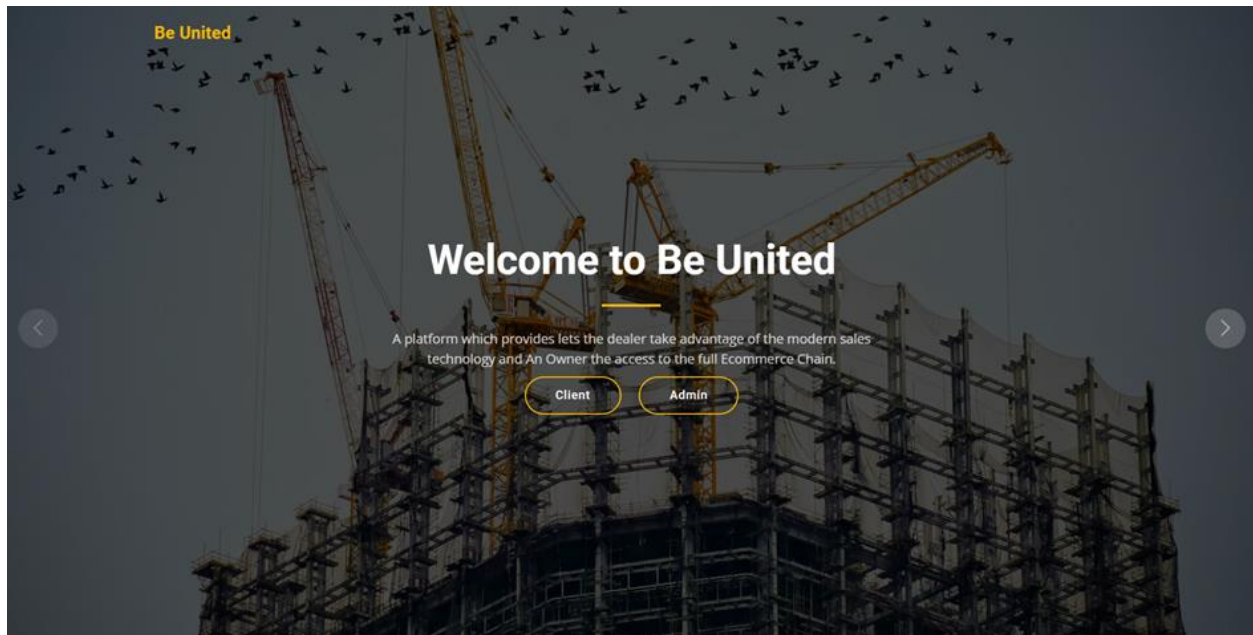 Be United
Welcome to Be United
A platform which provides lets the dealer take advantage of the modern sales
technology and An Owner the access to the full Ecommerce Chain.
Client Admin